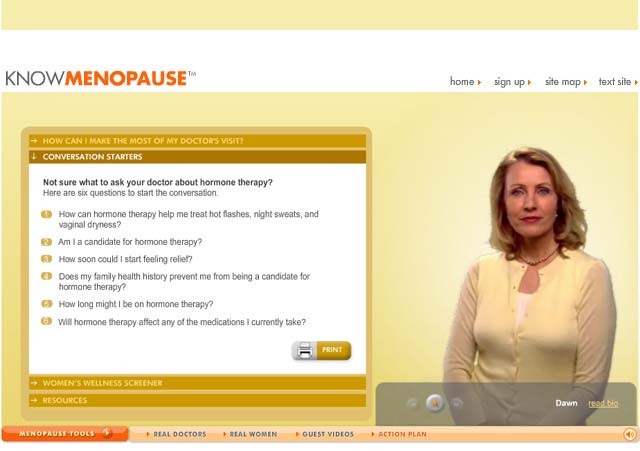 KNOWMENOPAUSE™
home sign up site map text site
HOW CAN I MAKE THE MOST OF MY DOCTOR'S VISIT?
CONVERSATION STARTERS
Not sure what to ask your doctor about hormone therapy?
Here are six questions to start the conversation.
1 How can hormone therapy help me treat hot flashes, night sweats, and
vaginal dryness?
2 Am I a candidate for hormone therapy?
3 How soon could I start feeling relief?
4 Does my family health history prevent me from being a candidate for
hormone therapy?
5 How long might I be on hormone therapy?
6 Will hormone therapy affect any of the medications I currently take?
PRINT
WOMEN'S WELLNESS SCREENER
RESOURCES
Dawn read bio
MENOPAUSE TOOLS REAL DOCTORS REAL WOMEN GUEST VIDEOS ACTION PLAN